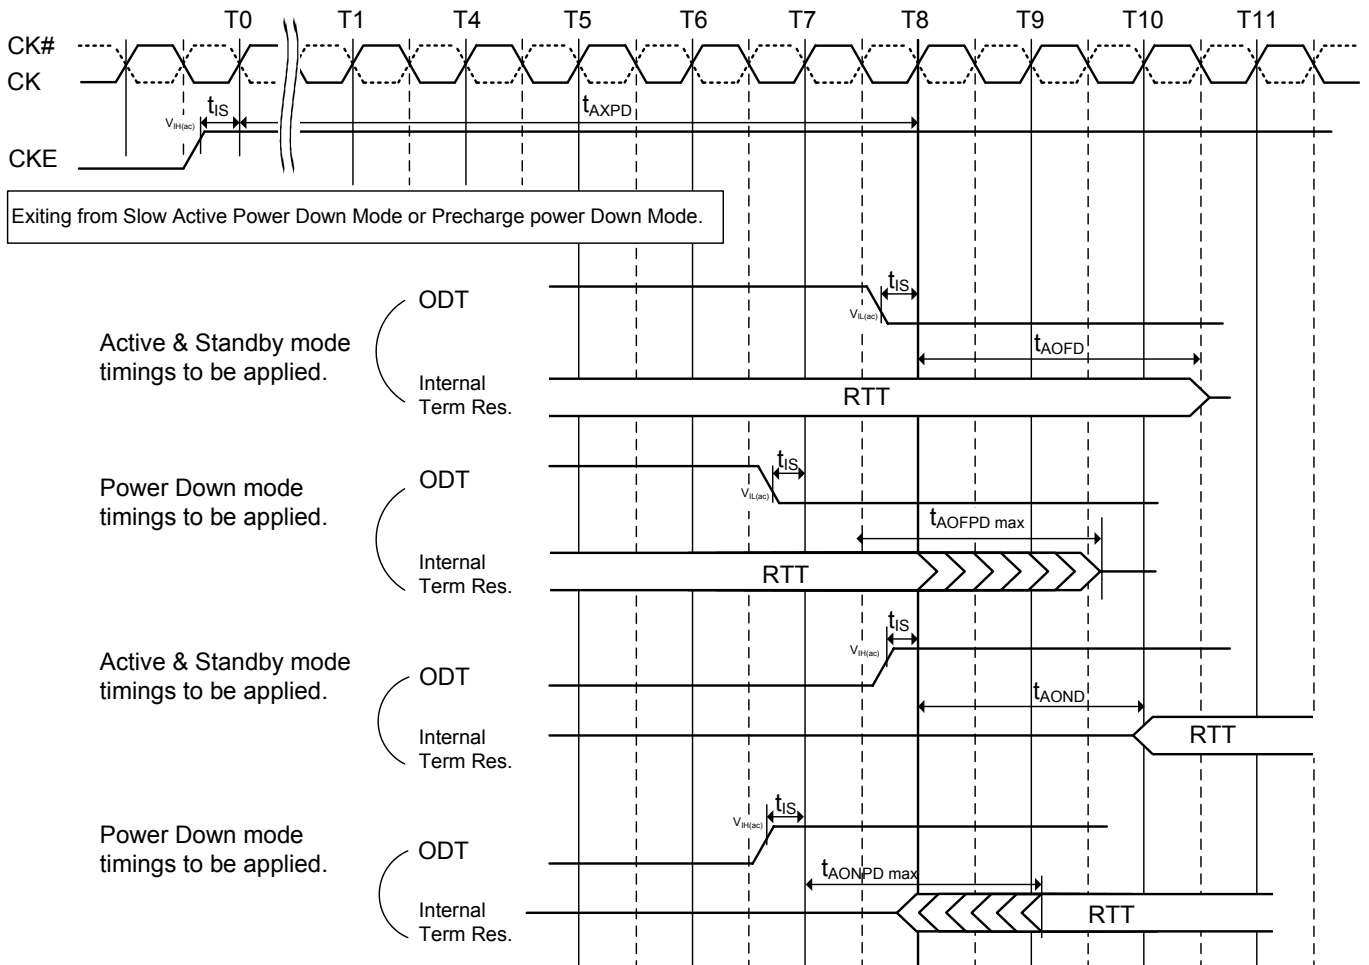 T0 T1 T4 T5 T6 T7 T8 T9 T10 T11
CK#
CK
tIS
tAXPD
VIH(ac)
CKE
Exiting from Slow Active Power Down Mode or Precharge power Down Mode.
tIS
ODT
VIL(ac)
Active & Standby mode
timings to be applied.
tAOFD
Internal
Term Res.
RTT
tIS
ODT
VIL(ac)
Power Down mode
timings to be applied.
tAOFPD max
Internal
Term Res.
RTT
tIS
VIH(ac)
Active & Standby mode
timings to be applied.
ODT
tAOND
Internal
Term Res.
RTT
tIS
VIH(ac)
Power Down mode
timings to be applied.
ODT
tAONPD max
Internal
Term Res.
RTT